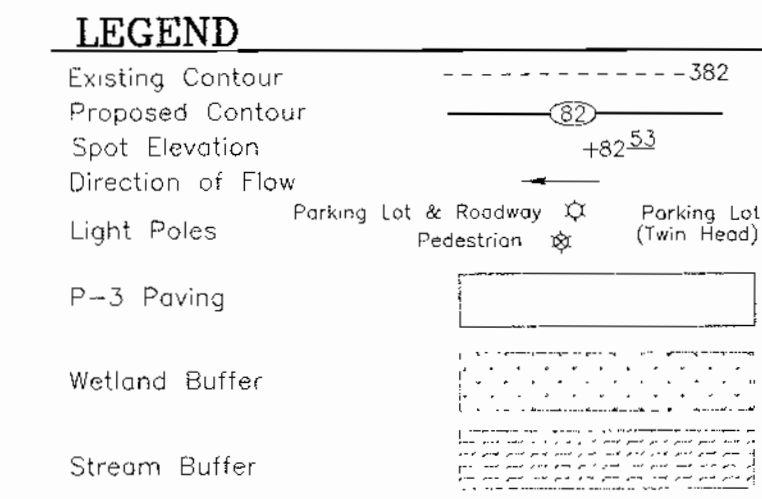 LEGEND
Existing Contour 382
Proposed Contour 82
Spot Elevation +82 53
Direction of Flow
Light Poles Parking Lot & Roadway Parking Lot
Pedestrian (Twin Head)
P-3 Paving
Wetland Buffer
Stream Buffer